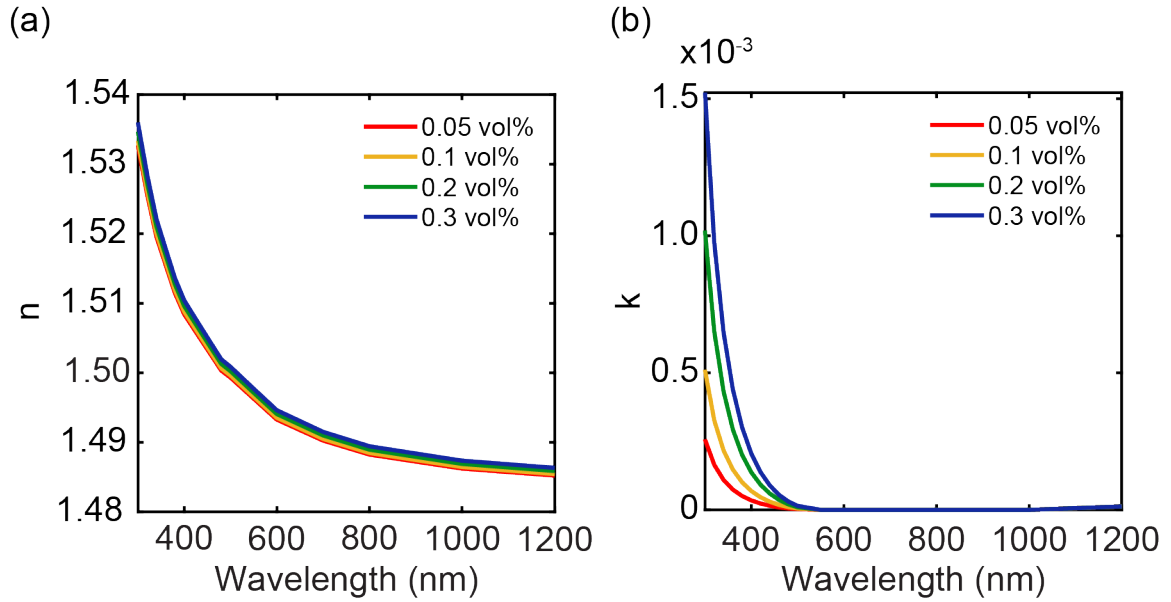 (a)
1.54
1.53
1.52
1.51
1.50
1.49
1.48
n
0.05 vol%
0.1 vol%
0.2 vol%
0.3 vol%
400 600 800 1000 1200
Wavelength (nm)
(b)
x10⁻³
1.5
1.0
0.5
0
k
0.05 vol%
0.1 vol%
0.2 vol%
0.3 vol%
400 600 800 1000 1200
Wavelength (nm)